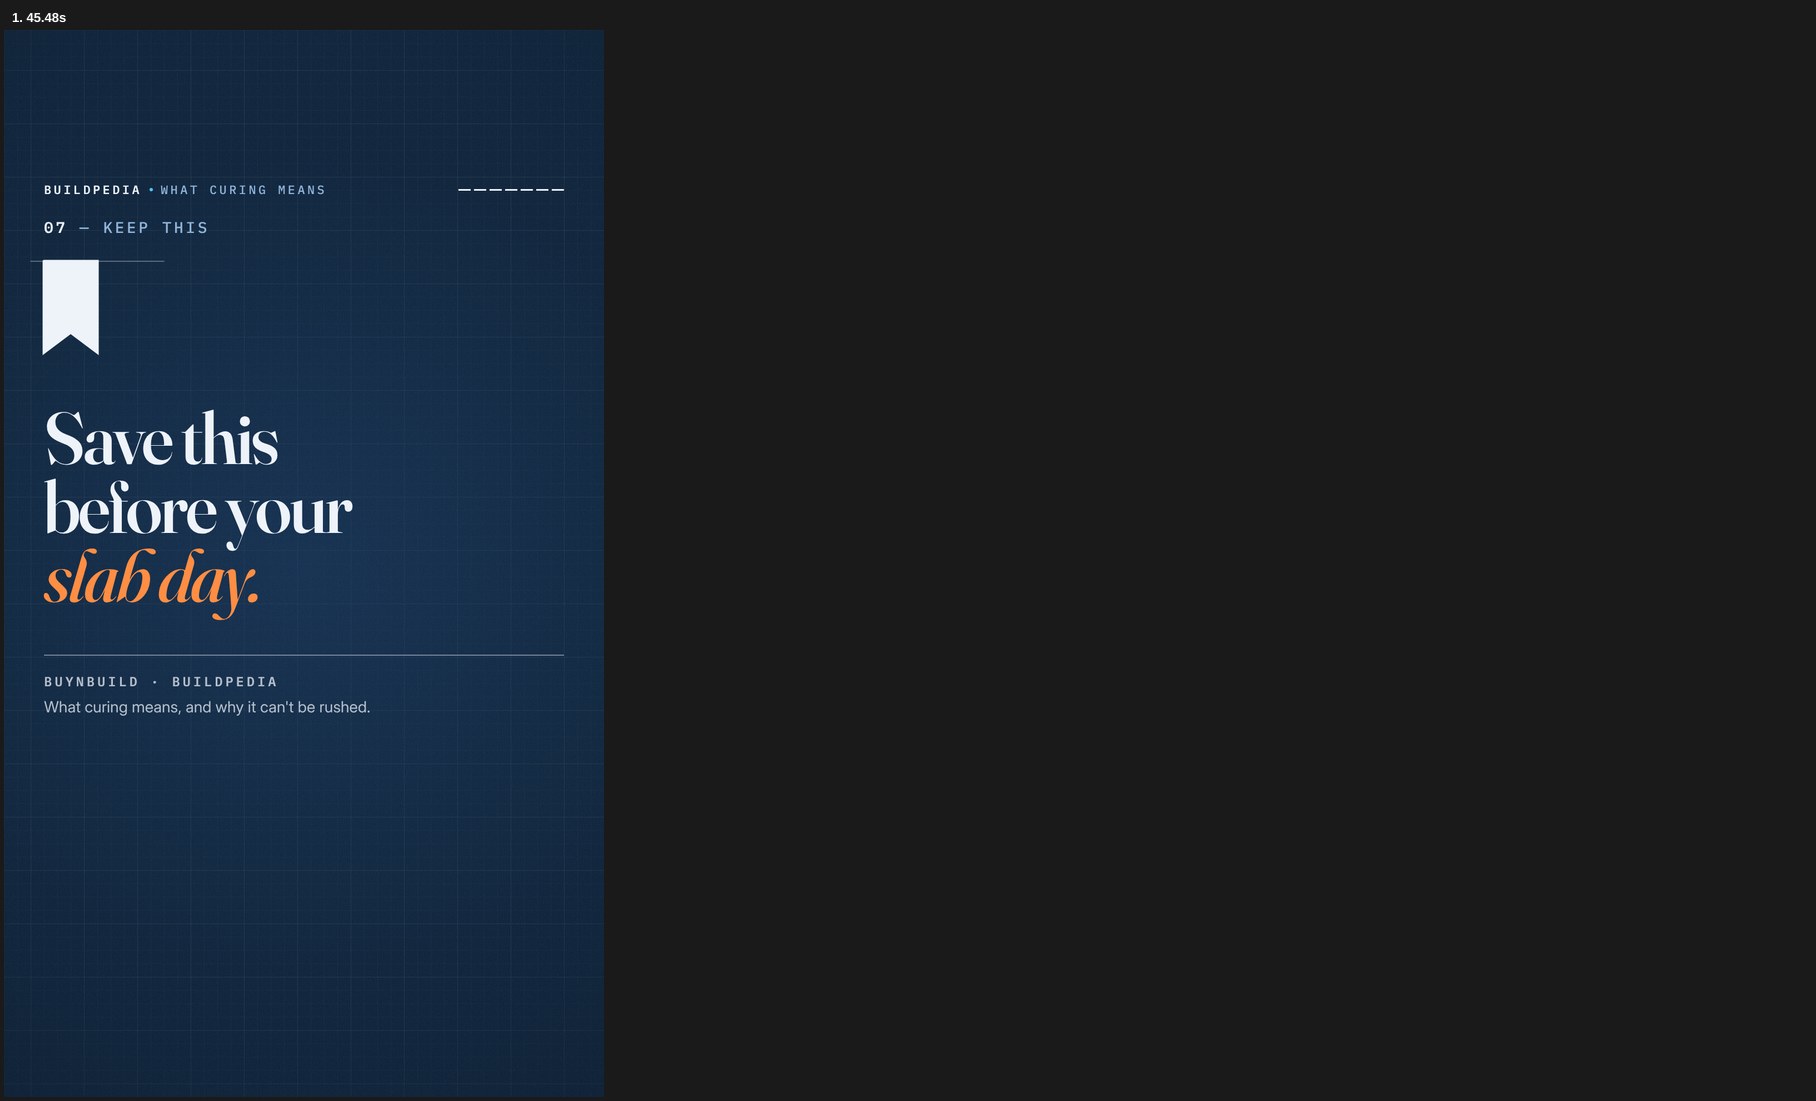 1. 45.48s
BUILDPEDIA • WHAT CURING MEANS
07 — KEEP THIS
Save this
before your
slab day.
BUYNBUILD · BUILDPEDIA
What curing means, and why it can't be rushed.